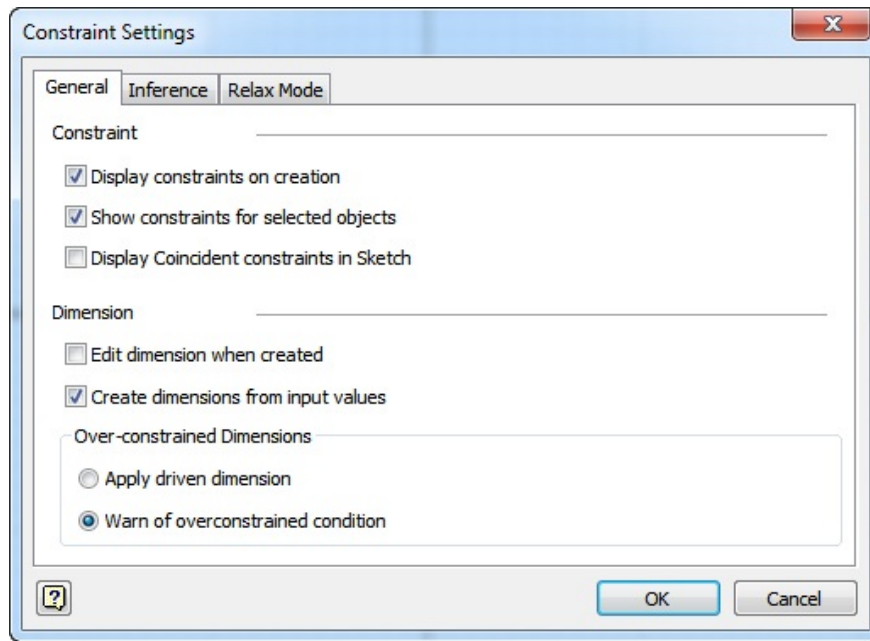 Constraint Settings
General Inference Relax Mode
Constraint
Display constraints on creation
Show constraints for selected objects
Display Coincident constraints in Sketch
Dimension
Edit dimension when created
Create dimensions from input values
Over-constrained Dimensions
Apply driven dimension
Warn of overconstrained condition
? OK Cancel